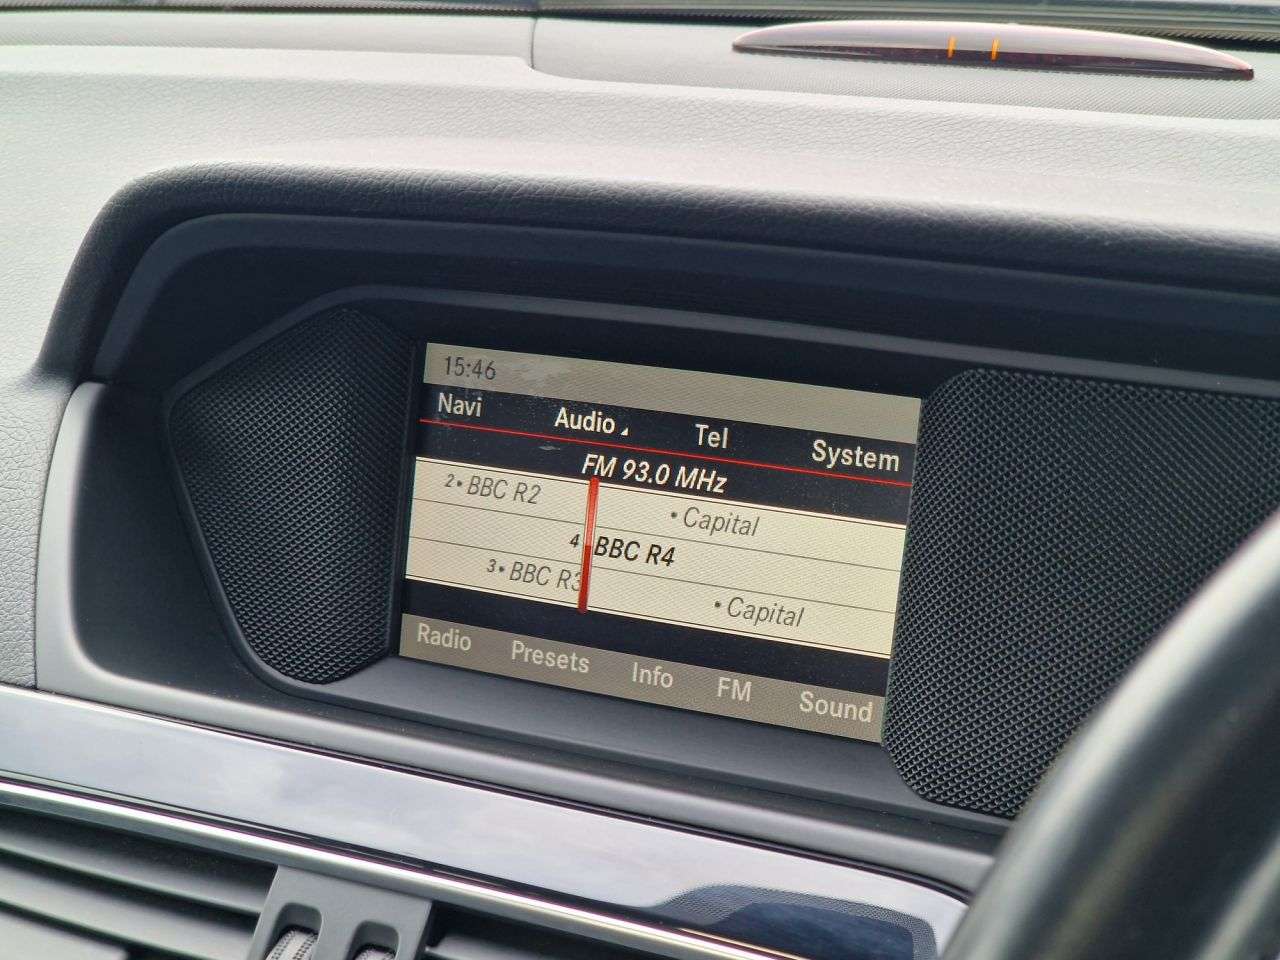 15:46
Navi Audio Tel System
FM 93.0 MHz
2• BBC R2 • Capital
4 BBC R4
3• BBC R3 • Capital
Radio Presets Info FM Sound